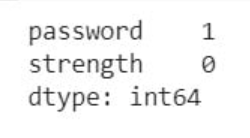 password    1
strength    0
dtype: int64